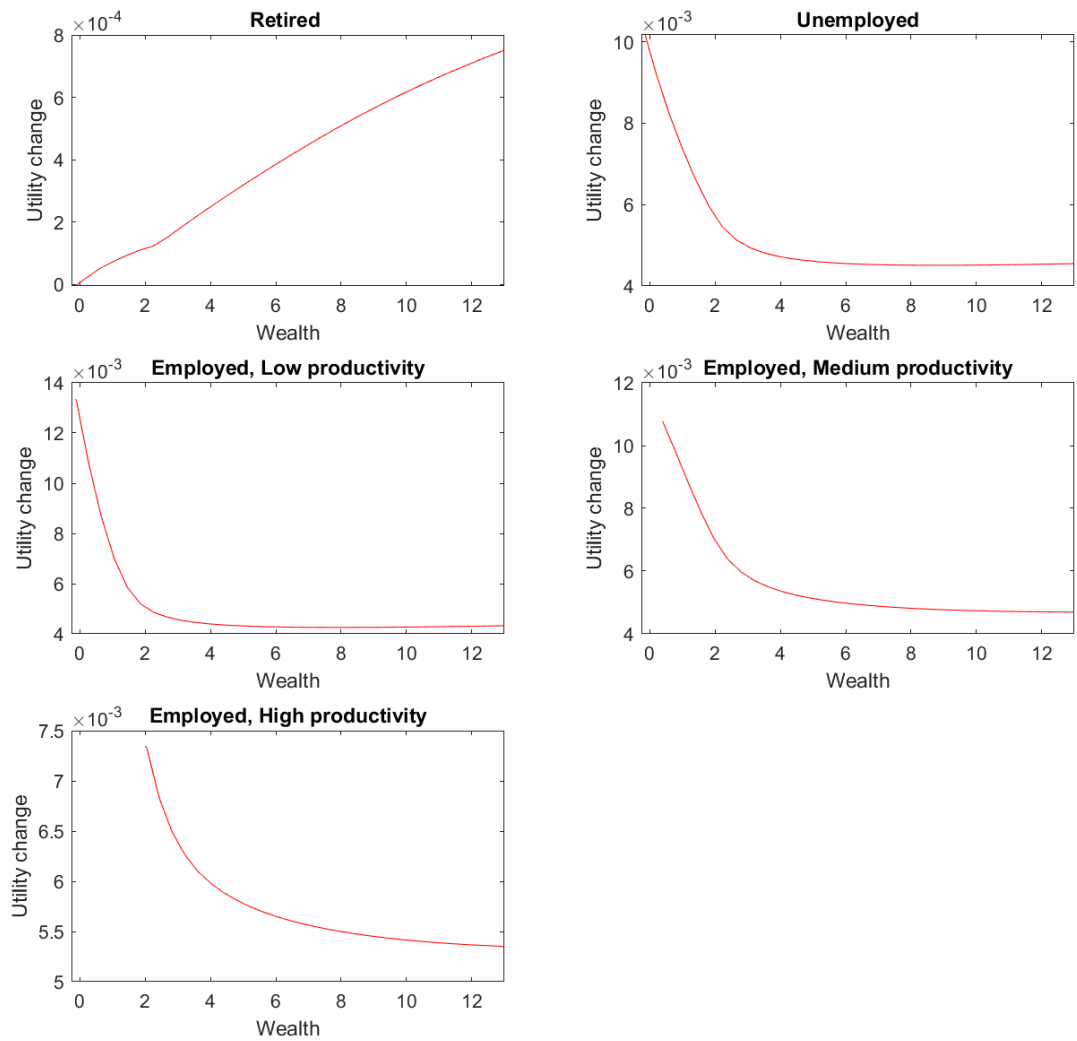 Retired
×10-4
8
6
4
2
0
0 2 4 6 8 10 12
Utility change
Wealth
Unemployed
×10-3
10
8
6
4
0 2 4 6 8 10 12
Utility change
Wealth
Employed, Low productivity
×10-3
14
12
10
8
6
4
0 2 4 6 8 10 12
Utility change
Wealth
Employed, Medium productivity
×10-3
12
10
8
6
4
0 2 4 6 8 10 12
Utility change
Wealth
Employed, High productivity
×10-3
7.5
7
6.5
6
5.5
5
0 2 4 6 8 10 12
Utility change
Wealth